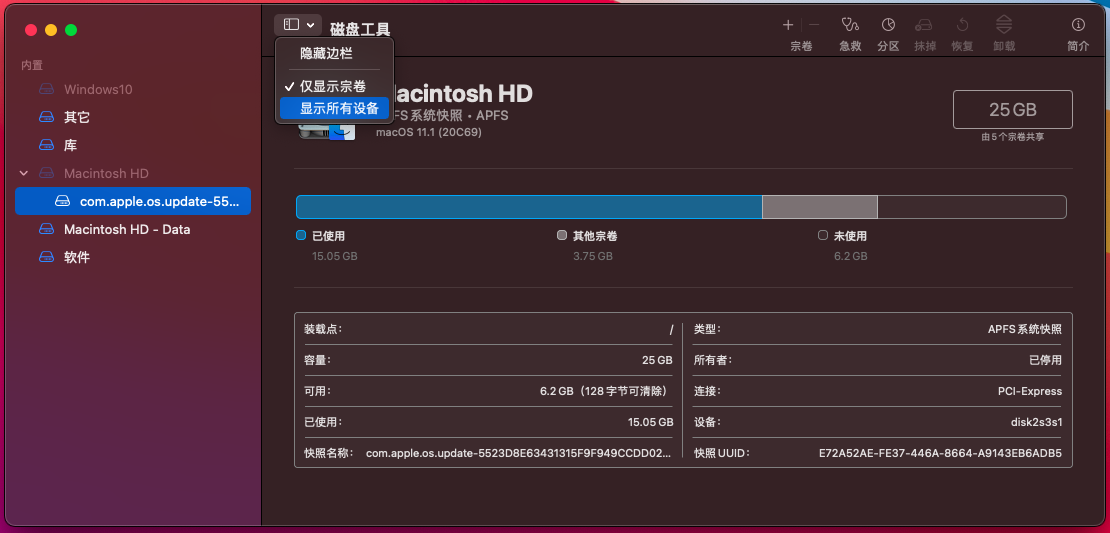 磁盘工具
宗卷
急救
分区
抹掉
恢复
卸载
简介
隐藏边栏
仅显示宗卷
显示所有设备
内置
Windows10
其它
库
Macintosh HD
com.apple.os.update-55...
Macintosh HD - Data
软件
acintosh HD
FS 系统快照 • APFS
macOS 11.1 (20C69)
25 GB
由 5 个宗卷共享
已使用
15.05 GB
其他宗卷
3.75 GB
未使用
6.2 GB
装载点: /
容量: 25 GB
可用: 6.2 GB（128 字节可清除）
已使用: 15.05 GB
快照名称: com.apple.os.update-5523D8E63431315F9F949CCDD02...
类型: APFS 系统快照
所有者: 已停用
连接: PCI-Express
设备: disk2s3s1
快照 UUID: E72A52AE-FE37-446A-8664-A9143EB6ADB5